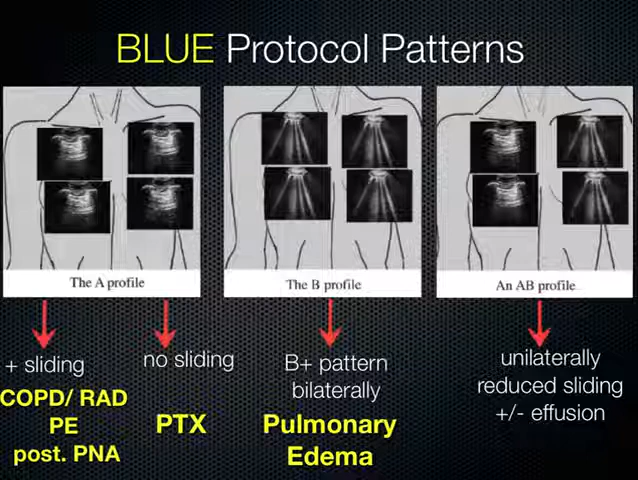 BLUE Protocol Patterns
The A profile
The B profile
An AB profile
+ sliding
COPD/ RAD
PE
post. PNA
no sliding
PTX
B+ pattern
bilaterally
Pulmonary
Edema
unilaterally
reduced sliding
+/- effusion